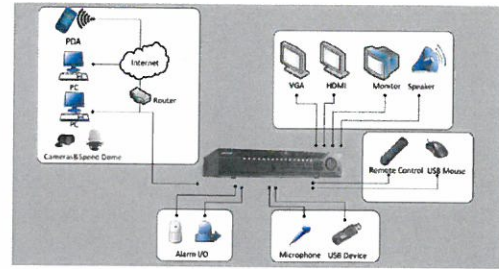 PDA
Internet
PC
Router
PC
Cameras&Speed Dome
VGA
HDMI
Monitor
Speaker
Remote Control
USB Mouse
Alarm I/O
Microphone
USB Device